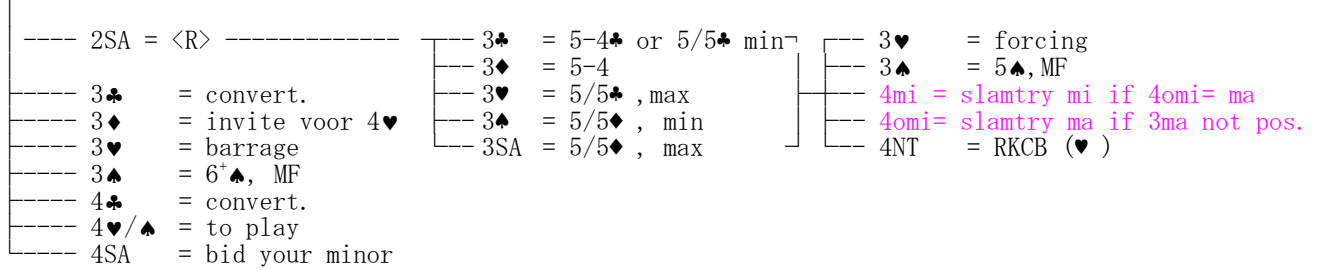 2SA = <R> 3♣ = 5-4♣ or 5/5♣ min 3♥ = forcing
3♦ = 5-4 3♠ = 5♠,MF
3♣ = convert. 3♥ = 5/5♣ ,max 4mi = slamtry mi if 4omi= ma
3♦ = invite voor 4♥ 3♠ = 5/5♦ , min 4omi= slamtry ma if 3ma not pos.
3♥ = barrage 3SA = 5/5♦ , max 4NT = RKCB (♥ )
3♠ = 6⁺♠, MF
4♣ = convert.
4♥/♠ = to play
4SA = bid your minor